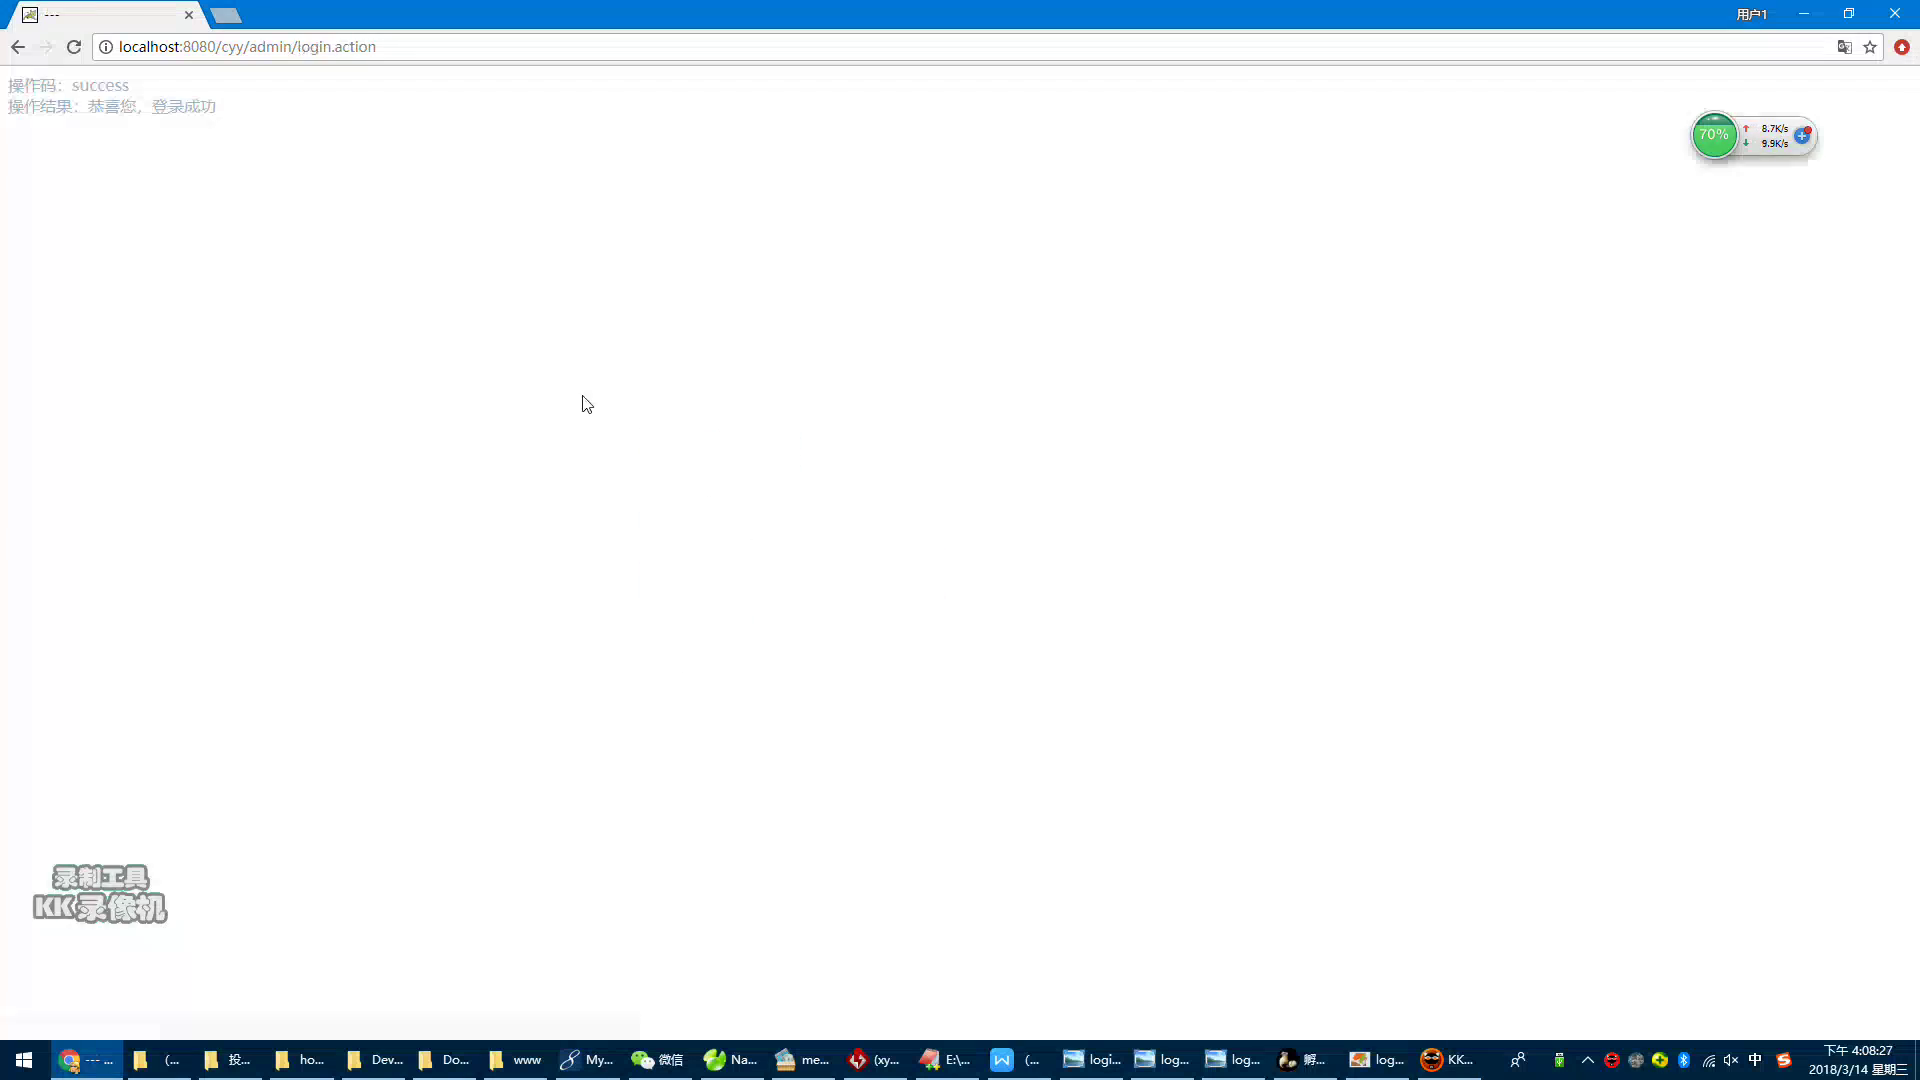 ---
用户1
localhost:8080/cyy/admin/login.action
操作码：success
操作结果：恭喜您，登录成功
70%
8.7K/s
9.9K/s
录制工具
KK录像机
--- ...
(...
投...
ho...
Dev...
Do...
www
My...
微信
Na...
me...
(xy...
E:\...
(...
logi...
log...
log...
孵...
log...
KK...
中
下午 4:08:27
2018/3/14 星期三